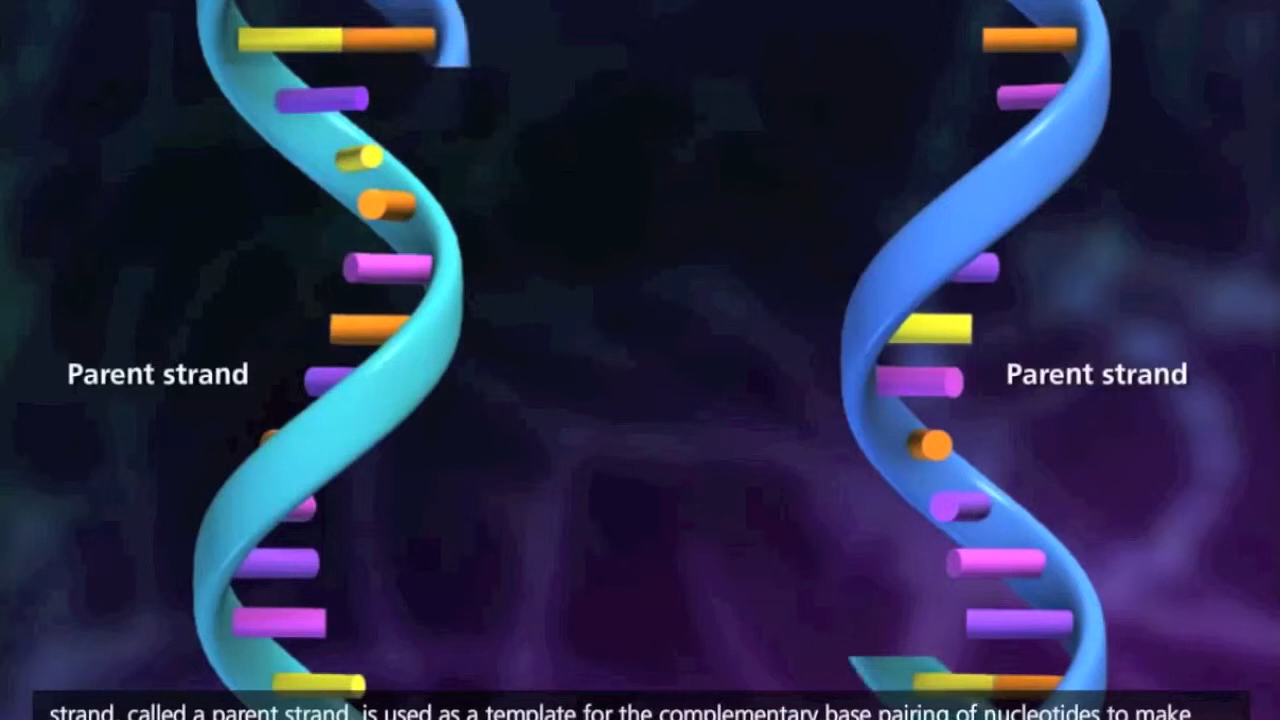 Parent strand
Parent strand
strand, called a parent strand, is used as a template for the complementary base pairing of nucleotides to make